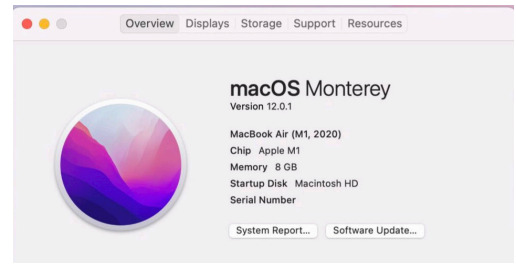 Overview Displays Storage Support Resources
macOS Monterey
Version 12.0.1
MacBook Air (M1, 2020)
Chip Apple M1
Memory 8 GB
Startup Disk Macintosh HD
Serial Number
System Report... Software Update...